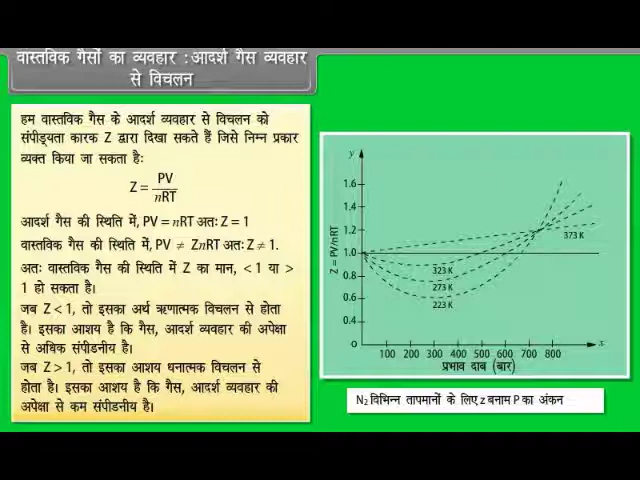 वास्तविक गैसों का व्यवहार : आदर्श गैस व्यवहार
से विचलन
हम वास्तविक गैस के आदर्श व्यवहार से विचलन को
संपीड्यता कारक Z द्वारा दिखा सकते हैं जिसे निम्न प्रकार
व्यक्त किया जा सकता है:
Z = PV / nRT
आदर्श गैस की स्थिति में, PV = nRT अतः Z = 1
वास्तविक गैस की स्थिति में, PV ≠ ZnRT अतः Z ≠ 1.
अतः वास्तविक गैस की स्थिति में Z का मान, < 1 या >
1 हो सकता है।
जब Z < 1, तो इसका अर्थ ऋणात्मक विचलन से होता
है। इसका आशय है कि गैस, आदर्श व्यवहार की अपेक्षा
से अधिक संपीडनीय है।
जब Z > 1, तो इसका आशय धनात्मक विचलन से
होता है। इसका आशय है कि गैस, आदर्श व्यवहार की
अपेक्षा से कम संपीडनीय है।
y
1.6
1.4
1.2
1.0
0.8
0.6
0.4
o
Z = PV/nRT
373 K
323 K
273 K
223 K
x
100 200 300 400 500 600 700 800
प्रभाव दाब (बार)
N₂ विभिन्न तापमानों के लिए z बनाम P का अंकन